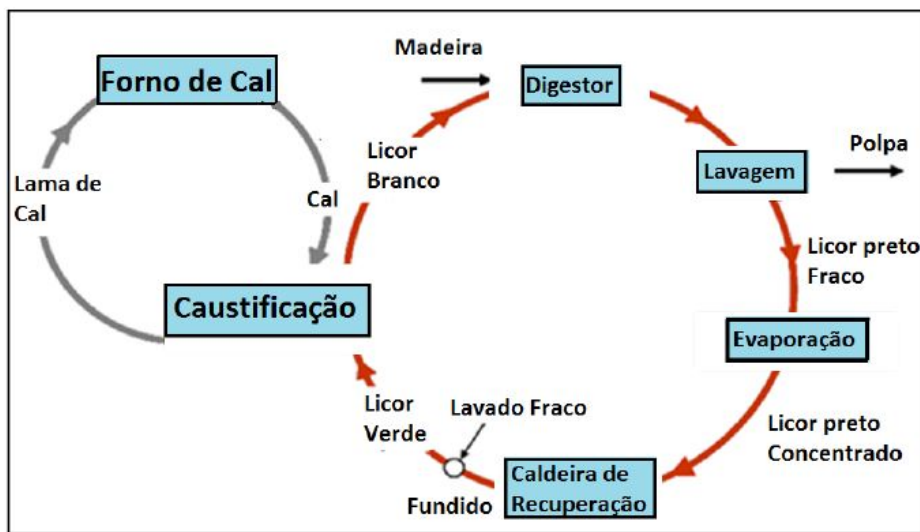 Madeira
Forno de Cal
Digestor
Licor
Branco
Polpa
Lavagem
Lama de
Cal
Cal
Licor preto
Fraco
Caustificação
Evaporação
Licor
Verde
Lavado Fraco
Licor preto
Concentrado
Caldeira de
Recuperação
Fundido